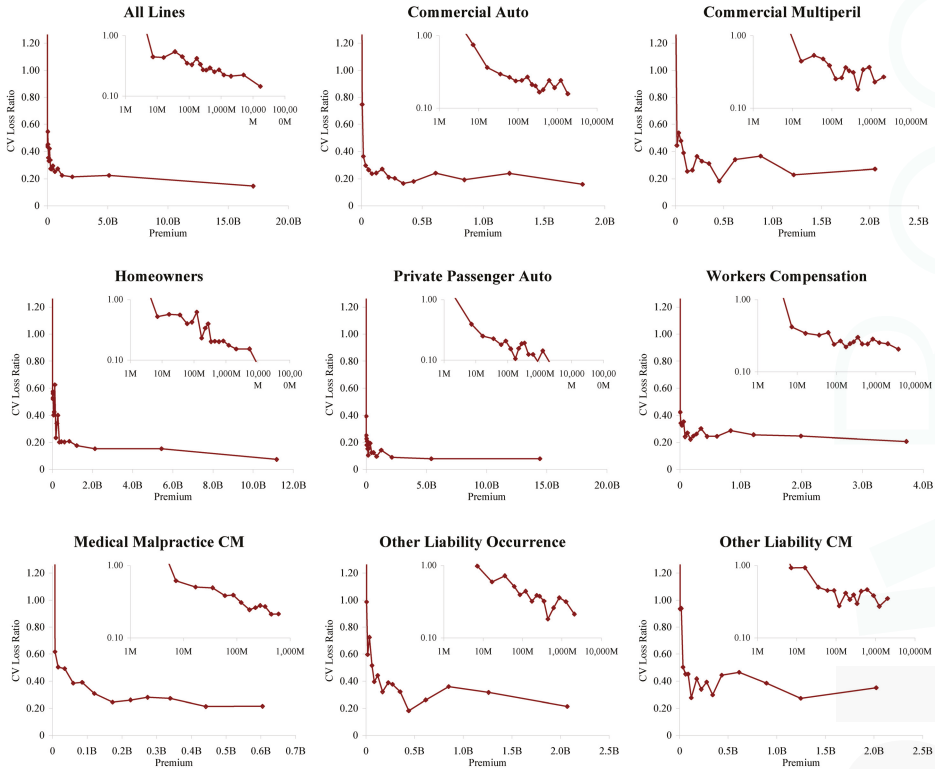 All Lines
CV Loss Ratio
1.20
1.00
0.80
0.60
0.40
0.20
0
0 5.0B 10.0B 15.0B 20.0B
Premium
1.00
0.10
1M 10M 100M 1,000M 10,00 100,00
M 0M
Commercial Auto
CV Loss Ratio
1.20
1.00
0.80
0.60
0.40
0.20
0
0 0.5B 1.0B 1.5B 2.0B
Premium
1.00
0.10
1M 10M 100M 1,000M 10,000M
Commercial Multiperil
CV Loss Ratio
1.20
1.00
0.80
0.60
0.40
0.20
0
0 0.5B 1.0B 1.5B 2.0B 2.5B
Premium
1.00
0.10
1M 10M 100M 1,000M 10,000M
Homeowners
CV Loss Ratio
1.20
1.00
0.80
0.60
0.40
0.20
0
0 2.0B 4.0B 6.0B 8.0B 10.0B 12.0B
Premium
1.00
0.10
1M 10M 100M 1,000M 10,00 100,00
M 0M
Private Passenger Auto
CV Loss Ratio
1.20
1.00
0.80
0.60
0.40
0.20
0
0 5.0B 10.0B 15.0B 20.0B
Premium
1.00
0.10
1M 10M 100M 1,000M 10,00 100,00
M 0M
Workers Compensation
CV Loss Ratio
1.20
1.00
0.80
0.60
0.40
0.20
0
0 1.0B 2.0B 3.0B 4.0B
Premium
1.00
0.10
1M 10M 100M 1,000M 10,000M
Medical Malpractice CM
CV Loss Ratio
1.20
1.00
0.80
0.60
0.40
0.20
0
0 0.1B 0.2B 0.3B 0.4B 0.5B 0.6B 0.7B
Premium
1.00
0.10
1M 10M 100M 1,000M
Other Liability Occurrence
CV Loss Ratio
1.20
1.00
0.80
0.60
0.40
0.20
0
0 0.5B 1.0B 1.5B 2.0B 2.5B
Premium
1.00
0.10
1M 10M 100M 1,000M 10,000M
Other Liability CM
CV Loss Ratio
1.20
1.00
0.80
0.60
0.40
0.20
0
0 0.5B 1.0B 1.5B 2.0B 2.5B
Premium
1.00
0.10
1M 10M 100M 1,000M 10,000M